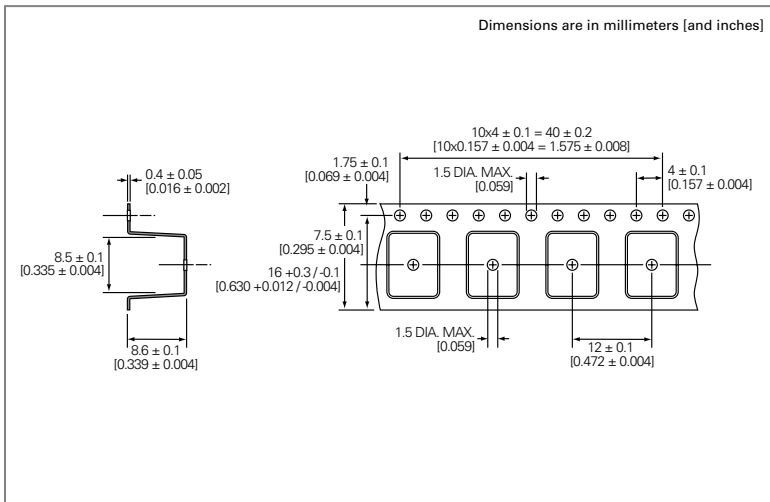 Dimensions are in millimeters [and inches]
10x4 ± 0.1 = 40 ± 0.2
[10x0.157 ± 0.004 = 1.575 ± 0.008]
1.75 ± 0.1
[0.069 ± 0.004]
1.5 DIA. MAX.
[0.059]
4 ± 0.1
[0.157 ± 0.004]
0.4 ± 0.05
[0.016 ± 0.002]
8.5 ± 0.1
[0.335 ± 0.004]
7.5 ± 0.1
[0.295 ± 0.004]
16 +0.3 / -0.1
[0.630 +0.012 / -0.004]
8.6 ± 0.1
[0.339 ± 0.004]
1.5 DIA. MAX.
[0.059]
12 ± 0.1
[0.472 ± 0.004]